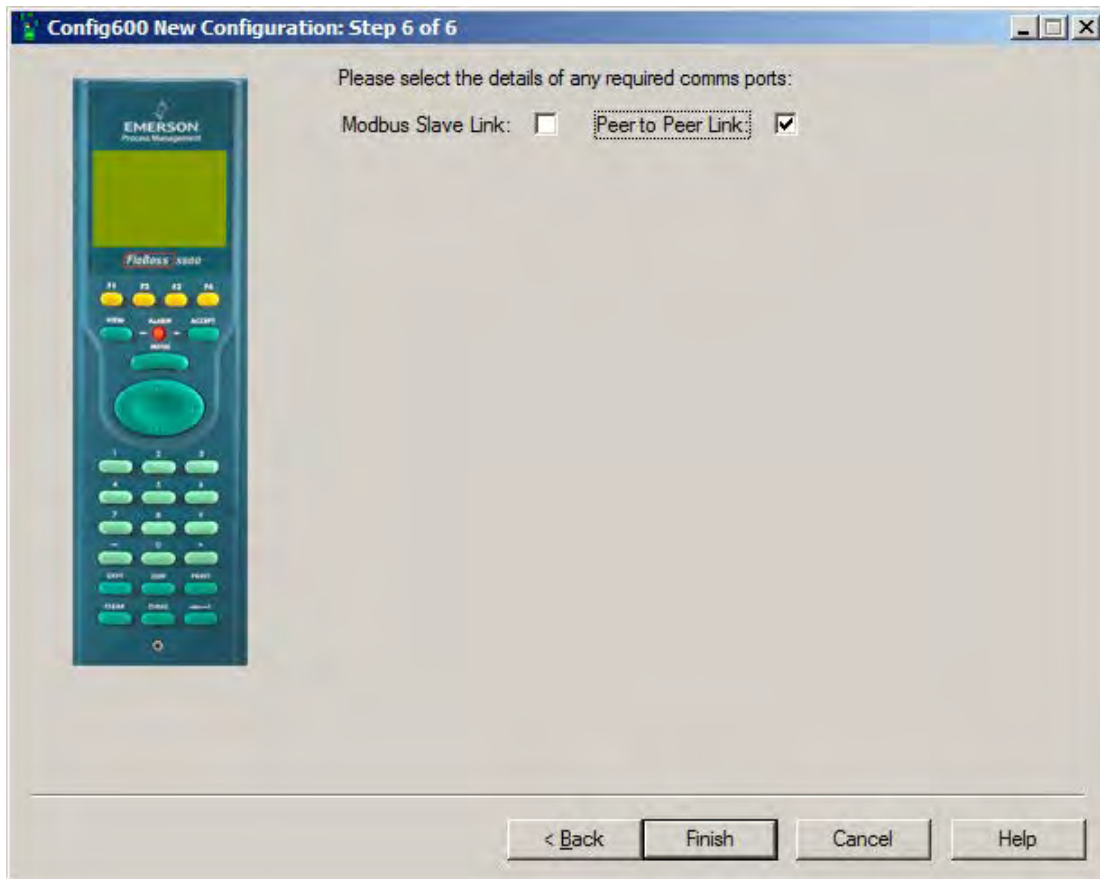 Config600 New Configuration: Step 6 of 6
Please select the details of any required comms ports:
Modbus Slave Link:
Peer to Peer Link:
EMERSON
Process Management
FloBoss S600
F1 F2 F3 F4
VIEW ALARM ACCEPT
MENU
1 2 3
4 5 6
7 8 9
0
DISP PRINT
CLEAR
< Back
Finish
Cancel
Help